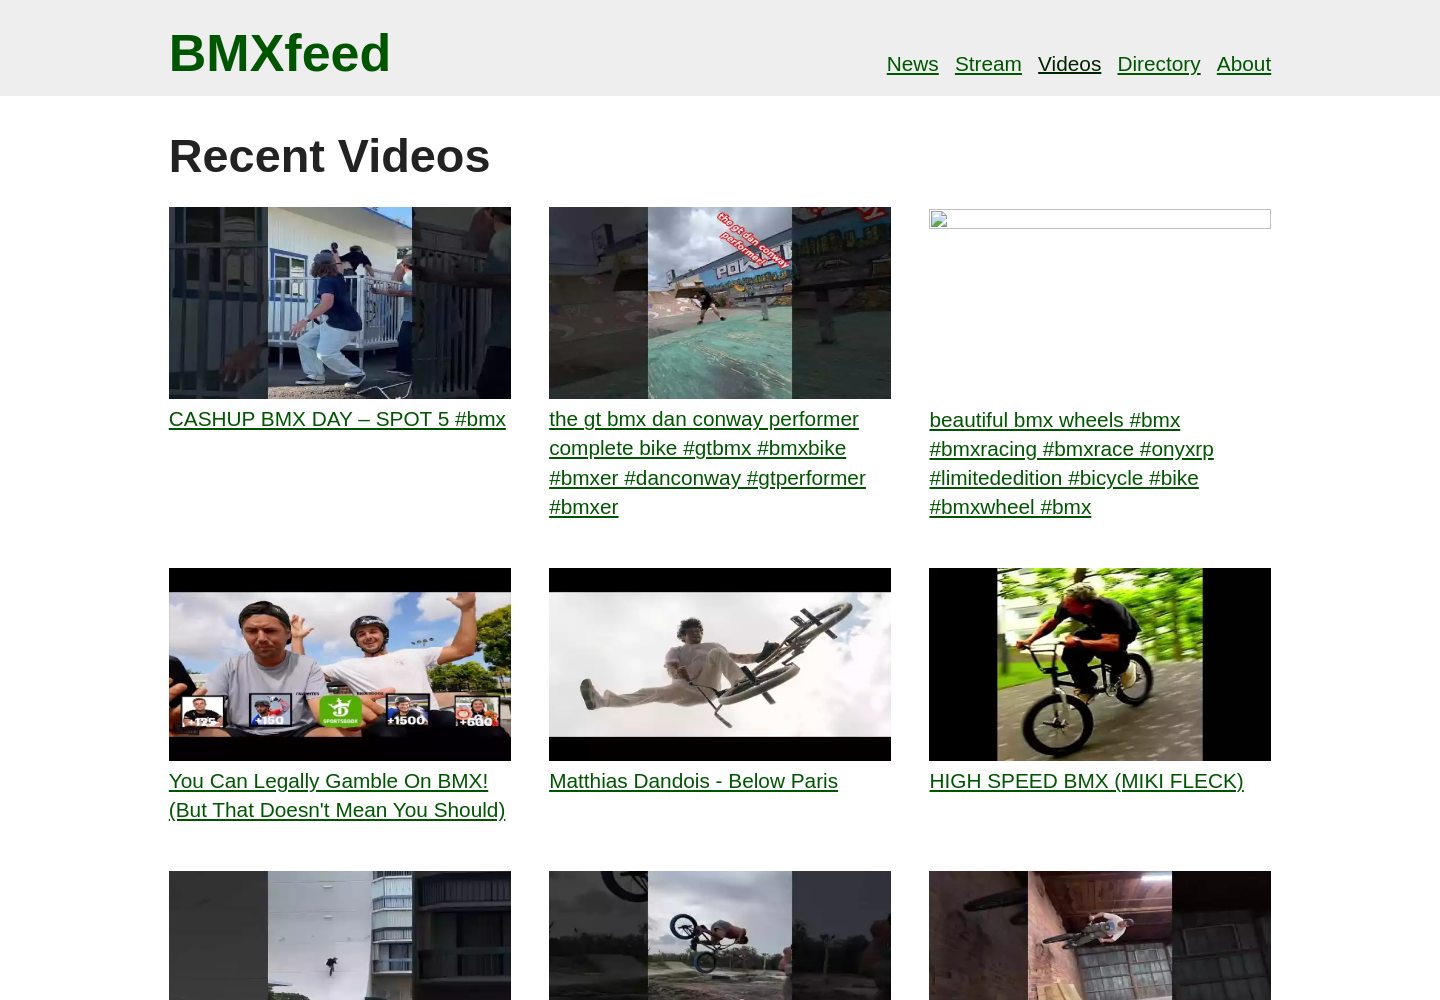 BMXfeed
News Stream Videos Directory About
Recent Videos
the gt dan conway
performer!
CASHUP BMX DAY – SPOT 5 #bmx
the gt bmx dan conway performer
complete bike #gtbmx #bmxbike
#bmxer #danconway #gtperformer
#bmxer
beautiful bmx wheels #bmx
#bmxracing #bmxrace #onyxrp
#limitededition #bicycle #bike
#bmxwheel #bmx
+125 +150 SPORTSBOOK +1500
You Can Legally Gamble On BMX!
(But That Doesn't Mean You Should)
Matthias Dandois - Below Paris
HIGH SPEED BMX (MIKI FLECK)